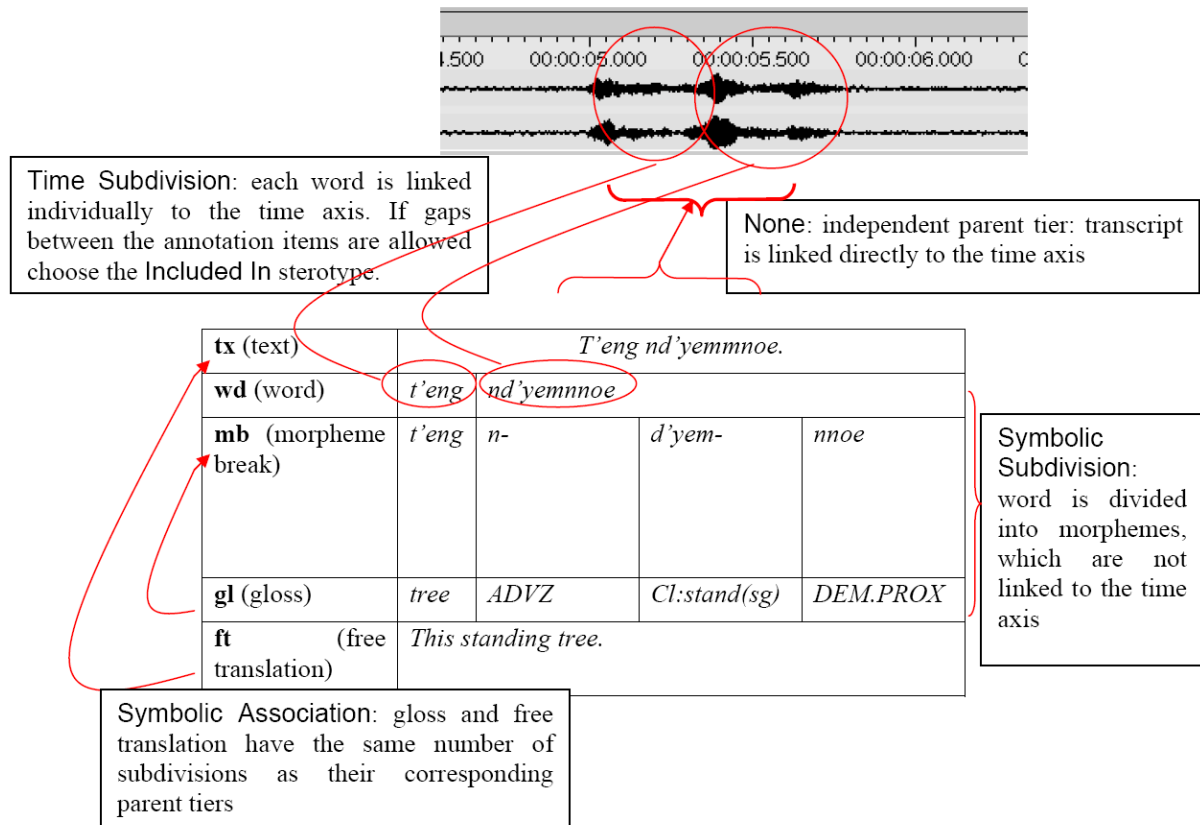 4.500 00:00:05.000 00:00:05.500 00:00:06.000
Time Subdivision: each word is linked
individually to the time axis. If gaps
between the annotation items are allowed
choose the Included In sterotype.
None: independent parent tier: transcript
is linked directly to the time axis
tx (text) T’eng nd’yemmnoe.
wd (word) t’eng nd’yemnnoe
mb (morpheme t’eng n- d’yem- nnoe
break)
gl (gloss) tree ADVZ Cl:stand(sg) DEM.PROX
ft (free This standing tree.
translation)
Symbolic
Subdivision:
word is divided
into morphemes,
which are not
linked to the time
axis
Symbolic Association: gloss and free
translation have the same number of
subdivisions as their corresponding
parent tiers